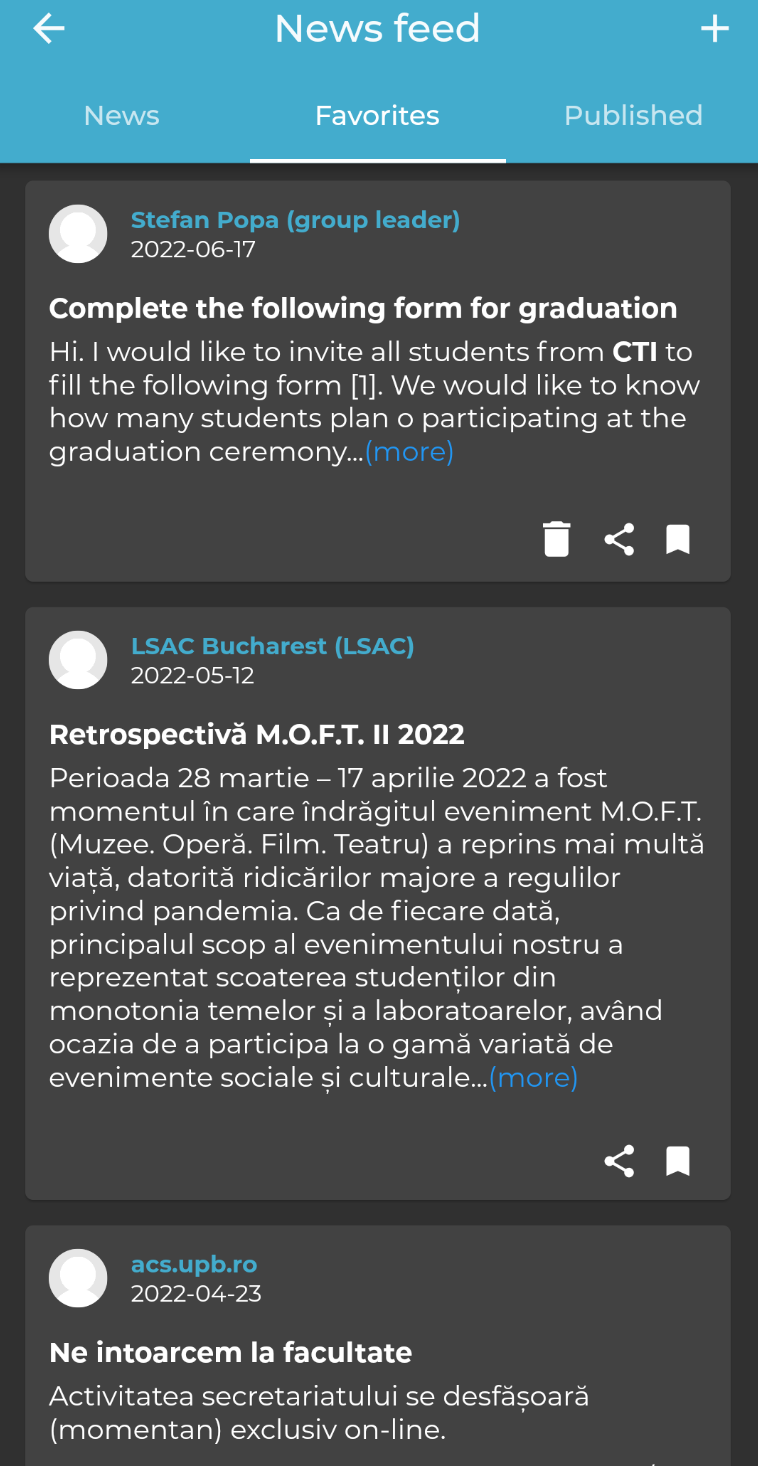 News feed
News
Favorites
Published
Stefan Popa (group leader)
2022-06-17
Complete the following form for graduation
Hi. I would like to invite all students from CTI to
fill the following form [1]. We would like to know
how many students plan o participating at the
graduation ceremony...(more)
LSAC Bucharest (LSAC)
2022-05-12
Retrospectivă M.O.F.T. II 2022
Perioada 28 martie – 17 aprilie 2022 a fost
momentul în care îndrăgitul eveniment M.O.F.T.
(Muzee. Operă. Film. Teatru) a reprins mai multă
viață, datorită ridicărilor majore a regulilor
privind pandemia. Ca de fiecare dată,
principalul scop al evenimentului nostru a
reprezentat scoaterea studenților din
monotonia temelor și a laboratoarelor, având
ocazia de a participa la o gamă variată de
evenimente sociale și culturale...(more)
acs.upb.ro
2022-04-23
Ne intoarcem la facultate
Activitatea secretariatului se desfășoară
(momentan) exclusiv on-line.